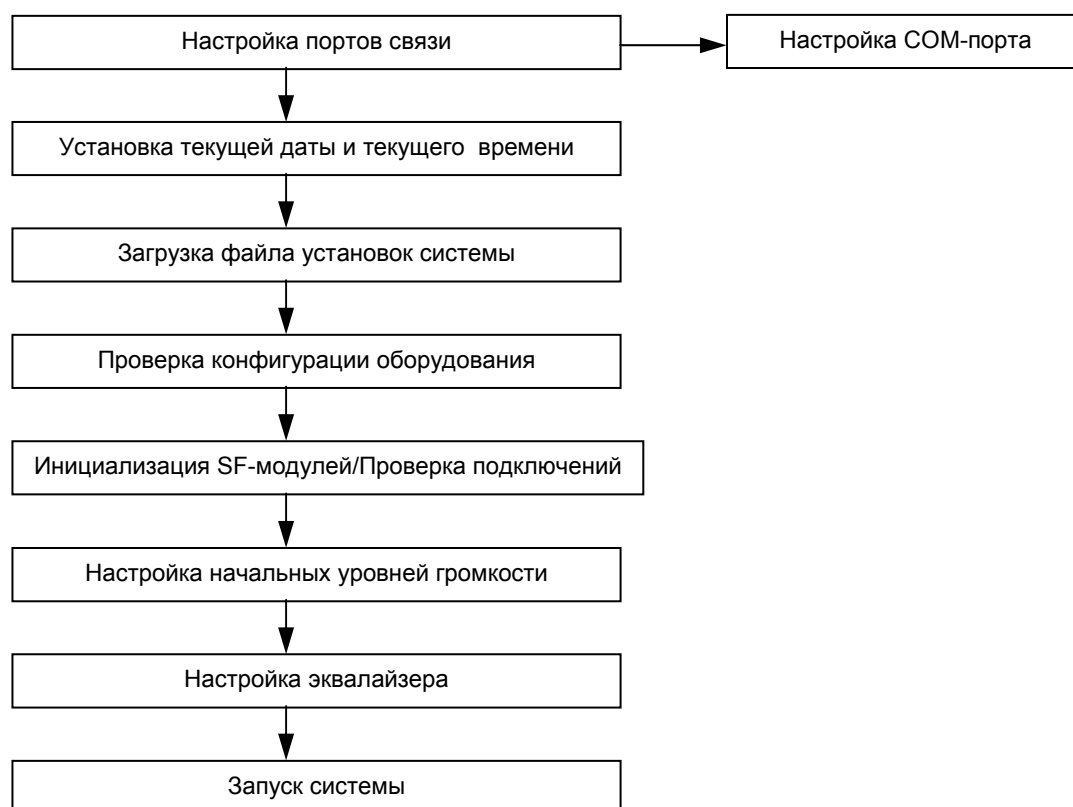 Настройка портов связи
Настройка COM-порта
Установка текущей даты и текущего времени
Загрузка файла установок системы
Проверка конфигурации оборудования
Инициализация SF-модулей/Проверка подключений
Настройка начальных уровней громкости
Настройка эквалайзера
Запуск системы